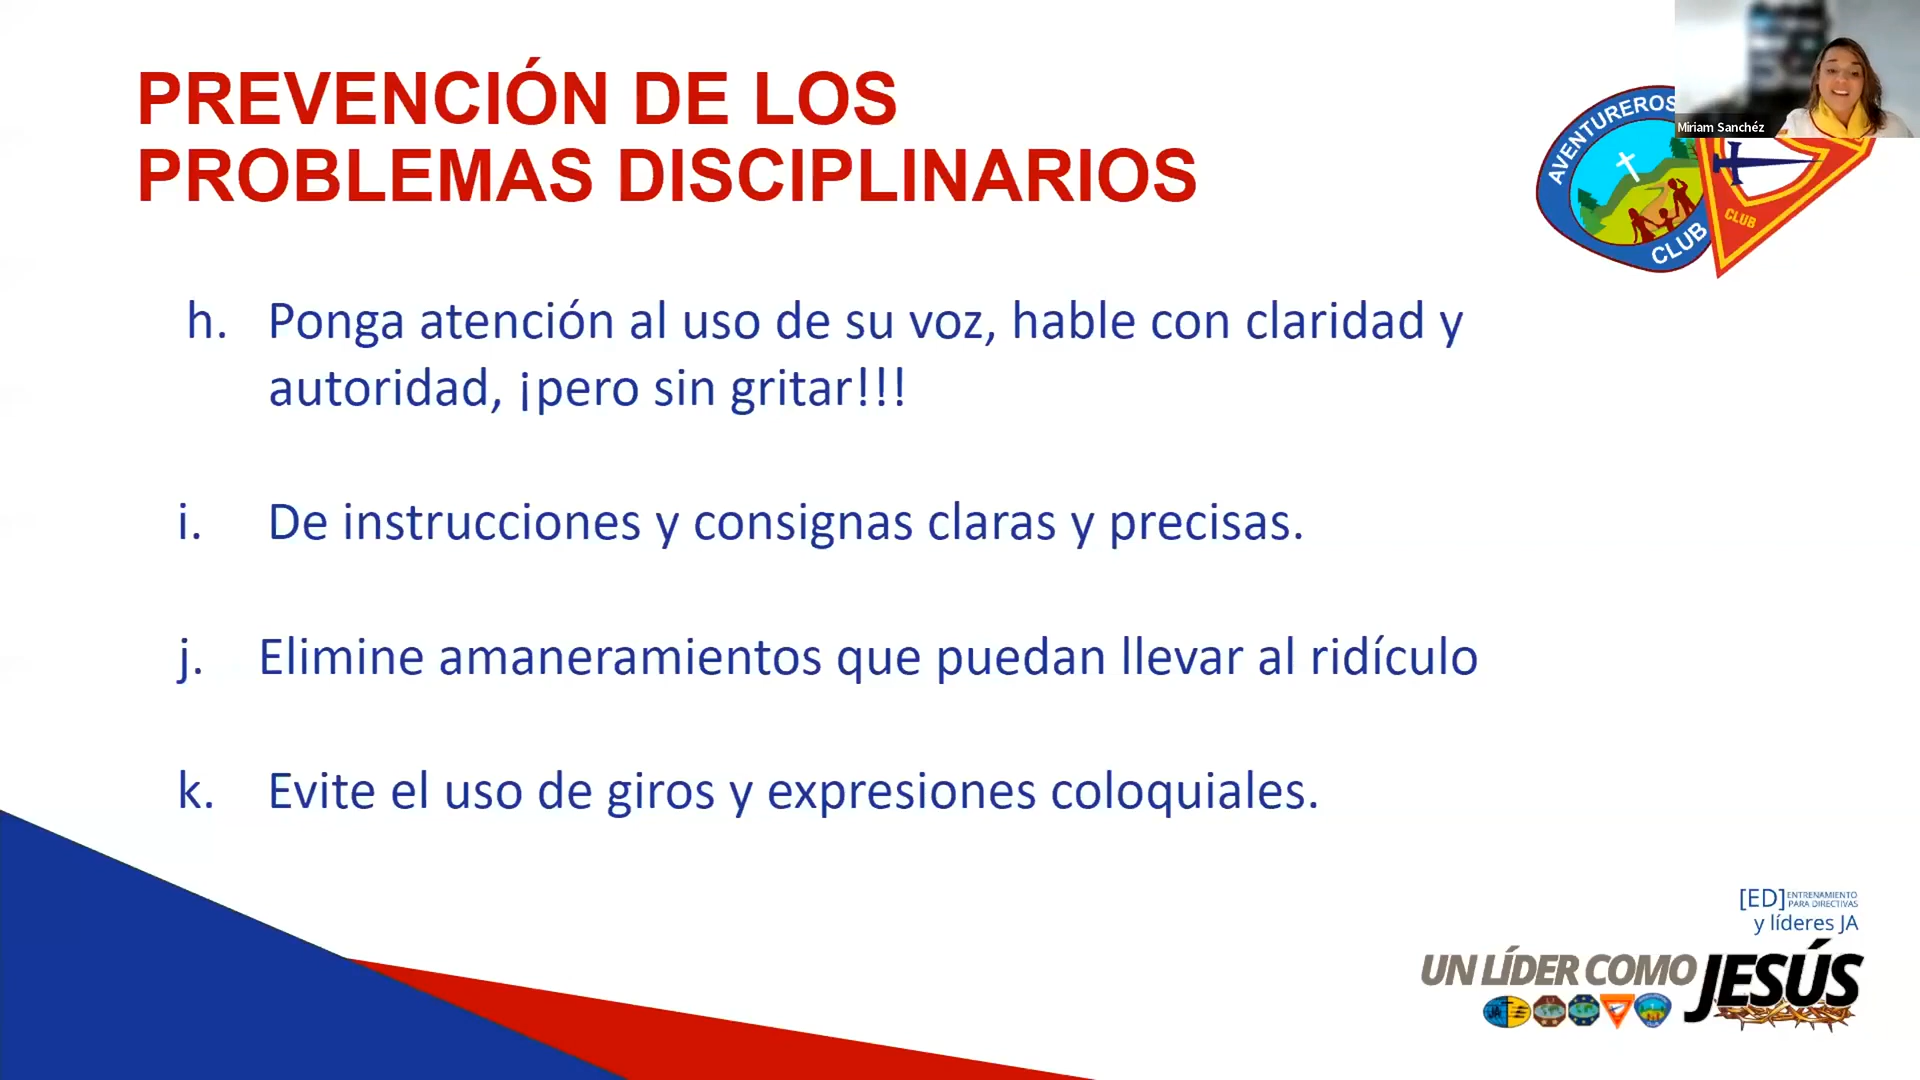 PREVENCIÓN DE LOS
PROBLEMAS DISCIPLINARIOS
AVENTUREROS
CLUB
CLUB
Miriam Sanchéz
h. Ponga atención al uso de su voz, hable con claridad y
autoridad, ¡pero sin gritar!!!
i. De instrucciones y consignas claras y precisas.
j. Elimine amaneramientos que puedan llevar al ridículo
k. Evite el uso de giros y expresiones coloquiales.
[ED] ENTRENAMIENTO
PARA DIRECTIVAS
y líderes JA
UN LÍDER COMO JESÚS